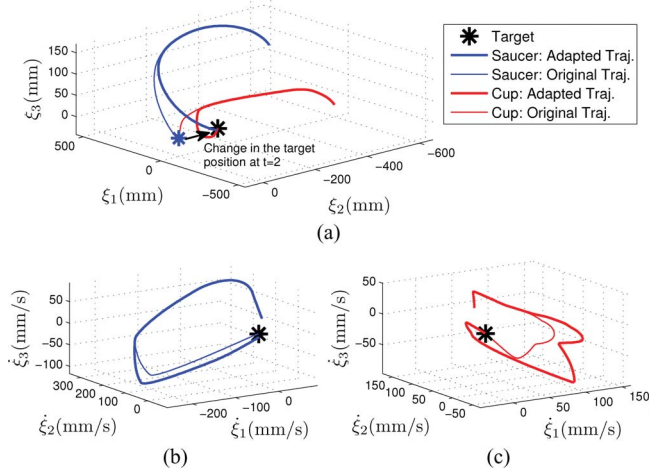 150
100
50
0
ξ3(mm)
500
0
−500
ξ1(mm)
0
−200
−400
−600
ξ2(mm)
Change in the target
position at t=2
Target
Saucer: Adapted Traj.
Saucer: Original Traj.
Cup: Adapted Traj.
Cup: Original Traj.
(a)
50
0
−50
−100
ξ̇3(mm/s)
300
200
100
0
ξ̇2(mm/s)
−200
−100
0
ξ̇1(mm/s)
(b)
50
0
−50
ξ̇3(mm/s)
150
100
50
0
−50
ξ̇2(mm/s)
0
50
100
150
ξ̇1(mm/s)
(c)